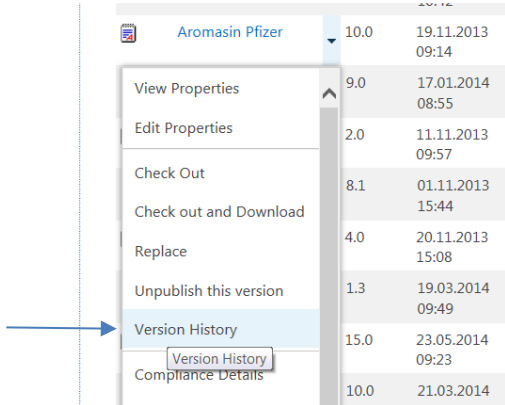 Aromasin Pfizer 10.0 19.11.2013
09:14
View Properties 9.0 17.01.2014
08:55
Edit Properties 2.0 11.11.2013
09:57
Check Out
8.1 01.11.2013
Check out and Download 15:44
Replace 4.0 20.11.2013
15:08
Unpublish this version 1.3 19.03.2014
09:49
Version History
15.0 23.05.2014
Version History 09:23
Compliance Details
10.0 21.03.2014